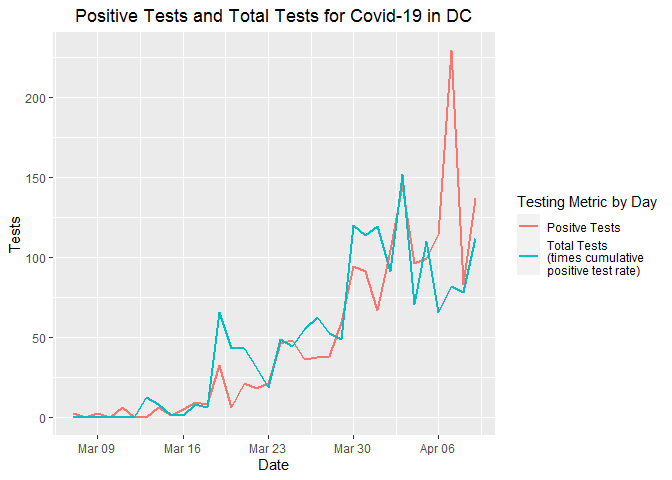 Positive Tests and Total Tests for Covid-19 in DC
200
150
100
50
0
Tests
Mar 09
Mar 16
Mar 23
Mar 30
Apr 06
Date
Testing Metric by Day
Positve Tests
Total Tests
(times cumulative
positive test rate)